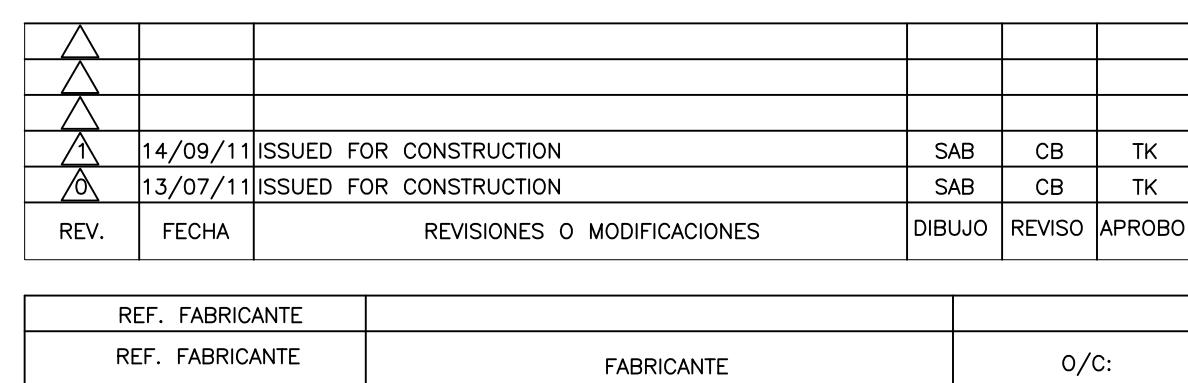 1 14/09/11 ISSUED FOR CONSTRUCTION SAB CB TK
0 13/07/11 ISSUED FOR CONSTRUCTION SAB CB TK
REV. FECHA REVISIONES O MODIFICACIONES DIBUJO REVISO APROBO
REF. FABRICANTE
REF. FABRICANTE FABRICANTE O/C: